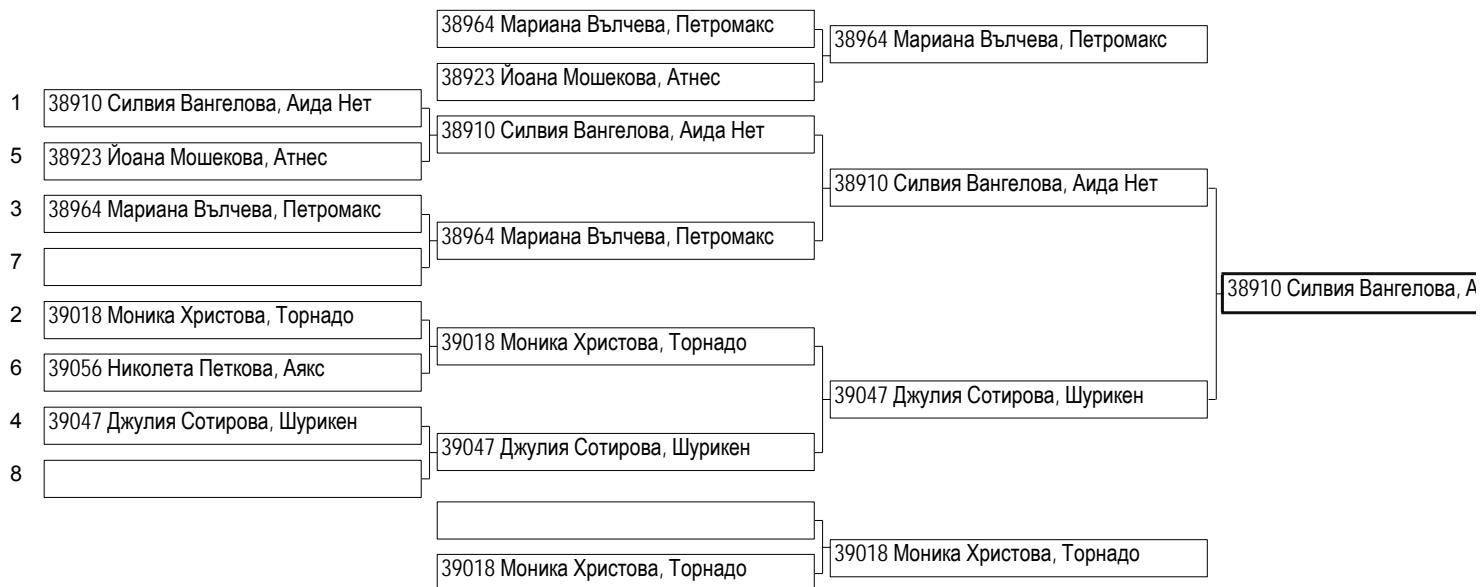 38964 Мариана Вълчева, Петромакс
38964 Мариана Вълчева, Петромакс
38923 Йоана Мошекова, Атнес
1 38910 Силвия Вангелова, Аида Нет
38910 Силвия Вангелова, Аида Нет
5 38923 Йоана Мошекова, Атнес
38910 Силвия Вангелова, Аида Нет
3 38964 Мариана Вълчева, Петромакс
38964 Мариана Вълчева, Петромакс
7
38910 Силвия Вангелова, А
2 39018 Моника Христова, Торнадо
39018 Моника Христова, Торнадо
6 39056 Николета Петкова, Аякс
39047 Джулия Сотирова, Шурикен
4 39047 Джулия Сотирова, Шурикен
39047 Джулия Сотирова, Шурикен
8
39018 Моника Христова, Торнадо
39018 Моника Христова, Торнадо